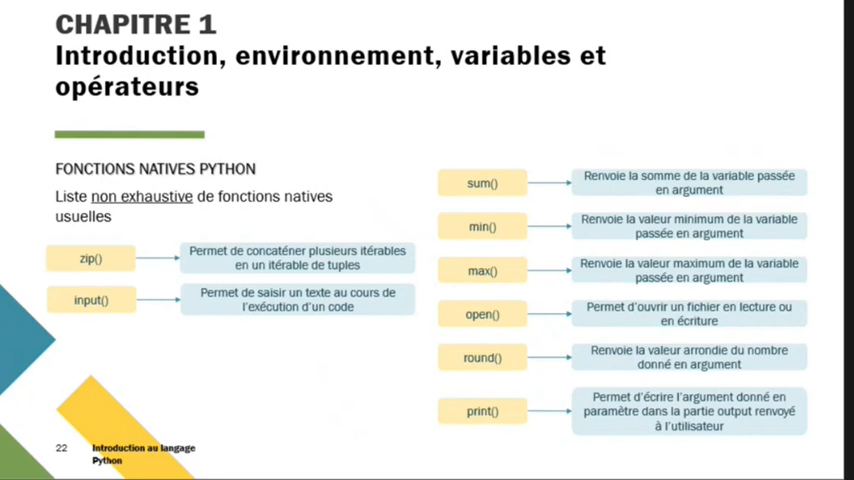 CHAPITRE 1
Introduction, environnement, variables et
opérateurs
FONCTIONS NATIVES PYTHON
Liste non exhaustive de fonctions natives
usuelles
zip()
Permet de concaténer plusieurs itérables
en un itérable de tuples
input()
Permet de saisir un texte au cours de
l'exécution d'un code
sum()
Renvoie la somme de la variable passée
en argument
min()
Renvoie la valeur minimum de la variable
passée en argument
max()
Renvoie la valeur maximum de la variable
passée en argument
open()
Permet d'ouvrir un fichier en lecture ou
en écriture
round()
Renvoie la valeur arrondie du nombre
donné en argument
print()
Permet d'écrire l'argument donné en
paramètre dans la partie output renvoyé
à l'utilisateur
22
Introduction au langage
Python